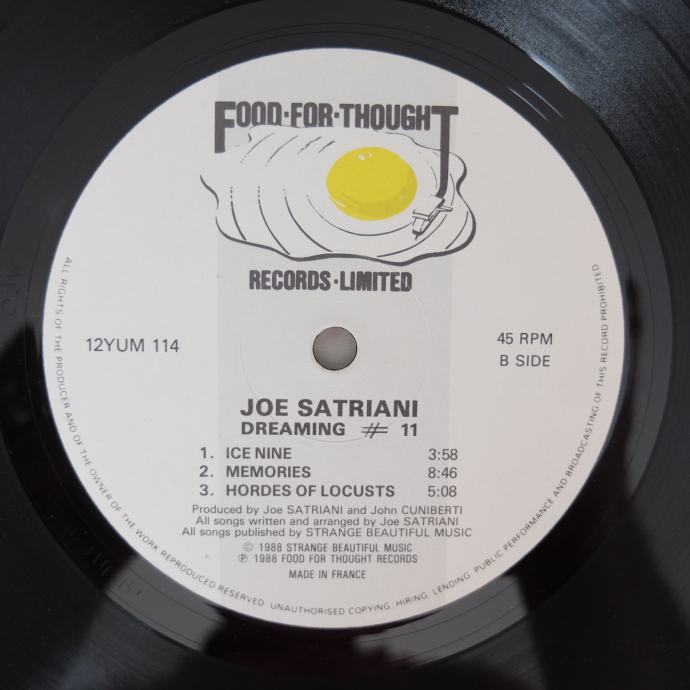 FOOD·FOR·THOUGHT
RECORDS·LIMITED
12YUM 114
45 RPM
B SIDE
JOE SATRIANI
DREAMING # 11
1. ICE NINE 3:58
2. MEMORIES 8:46
3. HORDES OF LOCUSTS 5:08
Produced by Joe SATRIANI and John CUNIBERTI
All songs written and arranged by Joe SATRIANI
All songs published by STRANGE BEAUTIFUL MUSIC
© 1988 STRANGE BEAUTIFUL MUSIC
℗ 1988 FOOD FOR THOUGHT RECORDS
MADE IN FRANCE
ALL RIGHTS OF THE PRODUCER AND OF THE OWNER OF THE WORK REPRODUCED RESERVED. UNAUTHORISED COPYING, HIRING, LENDING, PUBLIC PERFORMANCE AND BROADCASTING OF THIS RECORD PROHIBITED